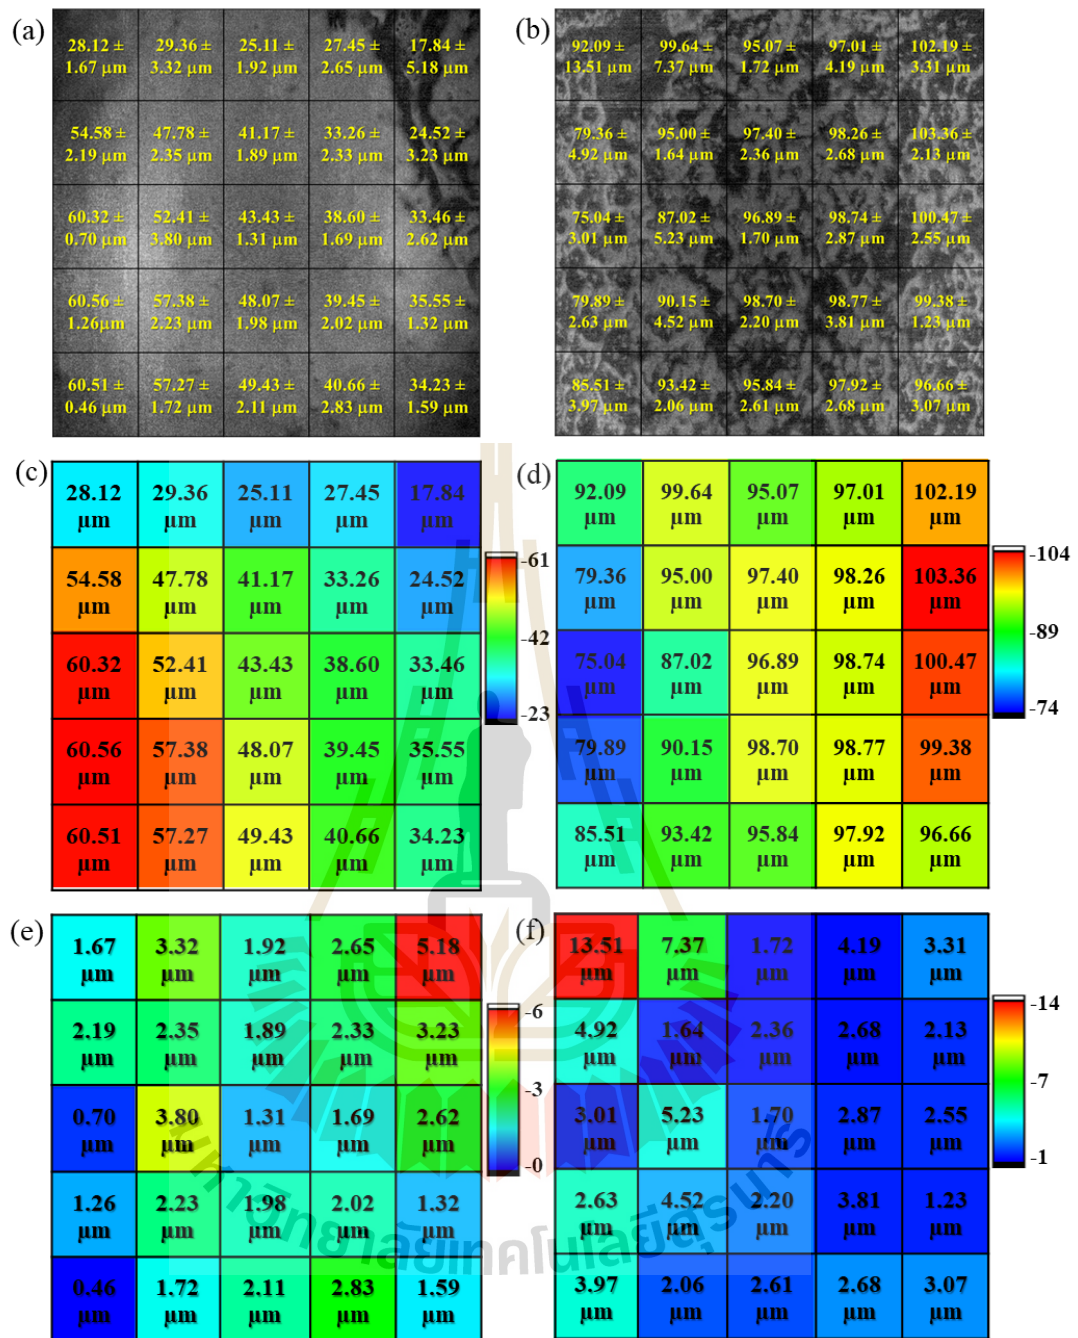 (a)
28.12 ± 29.36 ± 25.11 ± 27.45 ± 17.84 ±
1.67 µm 3.32 µm 1.92 µm 2.65 µm 5.18 µm
54.58 ± 47.78 ± 41.17 ± 33.26 ± 24.52 ±
2.19 µm 2.35 µm 1.89 µm 2.33 µm 3.23 µm
60.32 ± 52.41 ± 43.43 ± 38.60 ± 33.46 ±
0.70 µm 3.80 µm 1.31 µm 1.69 µm 2.62 µm
60.56 ± 57.38 ± 48.07 ± 39.45 ± 35.55 ±
1.26µm 2.23 µm 1.98 µm 2.02 µm 1.32 µm
60.51 ± 57.27 ± 49.43 ± 40.66 ± 34.23 ±
0.46 µm 1.72 µm 2.11 µm 2.83 µm 1.59 µm
(b)
92.09 ± 99.64 ± 95.07 ± 97.01 ± 102.19 ±
13.51 µm 7.37 µm 1.72 µm 4.19 µm 3.31 µm
79.36 ± 95.00 ± 97.40 ± 98.26 ± 103.36 ±
4.92 µm 1.64 µm 2.36 µm 2.68 µm 2.13 µm
75.04 ± 87.02 ± 96.89 ± 98.74 ± 100.47 ±
3.01 µm 5.23 µm 1.70 µm 2.87 µm 2.55 µm
79.89 ± 90.15 ± 98.70 ± 98.77 ± 99.38 ±
2.63 µm 4.52 µm 2.20 µm 3.81 µm 1.23 µm
85.51 ± 93.42 ± 95.84 ± 97.92 ± 96.66 ±
3.97 µm 2.06 µm 2.61 µm 2.68 µm 3.07 µm
(c)
28.12 29.36 25.11 27.45 17.84
µm µm µm µm µm
54.58 47.78 41.17 33.26 24.52
µm µm µm µm µm
60.32 52.41 43.43 38.60 33.46
µm µm µm µm µm
60.56 57.38 48.07 39.45 35.55
µm µm µm µm µm
60.51 57.27 49.43 40.66 34.23
µm µm µm µm µm
-61
-42
-23
(d)
92.09 99.64 95.07 97.01 102.19
µm µm µm µm µm
79.36 95.00 97.40 98.26 103.36
µm µm µm µm µm
75.04 87.02 96.89 98.74 100.47
µm µm µm µm µm
79.89 90.15 98.70 98.77 99.38
µm µm µm µm µm
85.51 93.42 95.84 97.92 96.66
µm µm µm µm µm
-104
-89
-74
(e)
1.67 3.32 1.92 2.65 5.18
µm µm µm µm µm
2.19 2.35 1.89 2.33 3.23
µm µm µm µm µm
0.70 3.80 1.31 1.69 2.62
µm µm µm µm µm
1.26 2.23 1.98 2.02 1.32
µm µm µm µm µm
0.46 1.72 2.11 2.83 1.59
µm µm µm µm µm
-6
-3
-0
(f)
13.51 7.37 1.72 4.19 3.31
µm µm µm µm µm
4.92 1.64 2.36 2.68 2.13
µm µm µm µm µm
3.01 5.23 1.70 2.87 2.55
µm µm µm µm µm
2.63 4.52 2.20 3.81 1.23
µm µm µm µm µm
3.97 2.06 2.61 2.68 3.07
µm µm µm µm µm
-14
-7
-1
มหาวิทยาลัยเทคโนโลยีสุรนารี